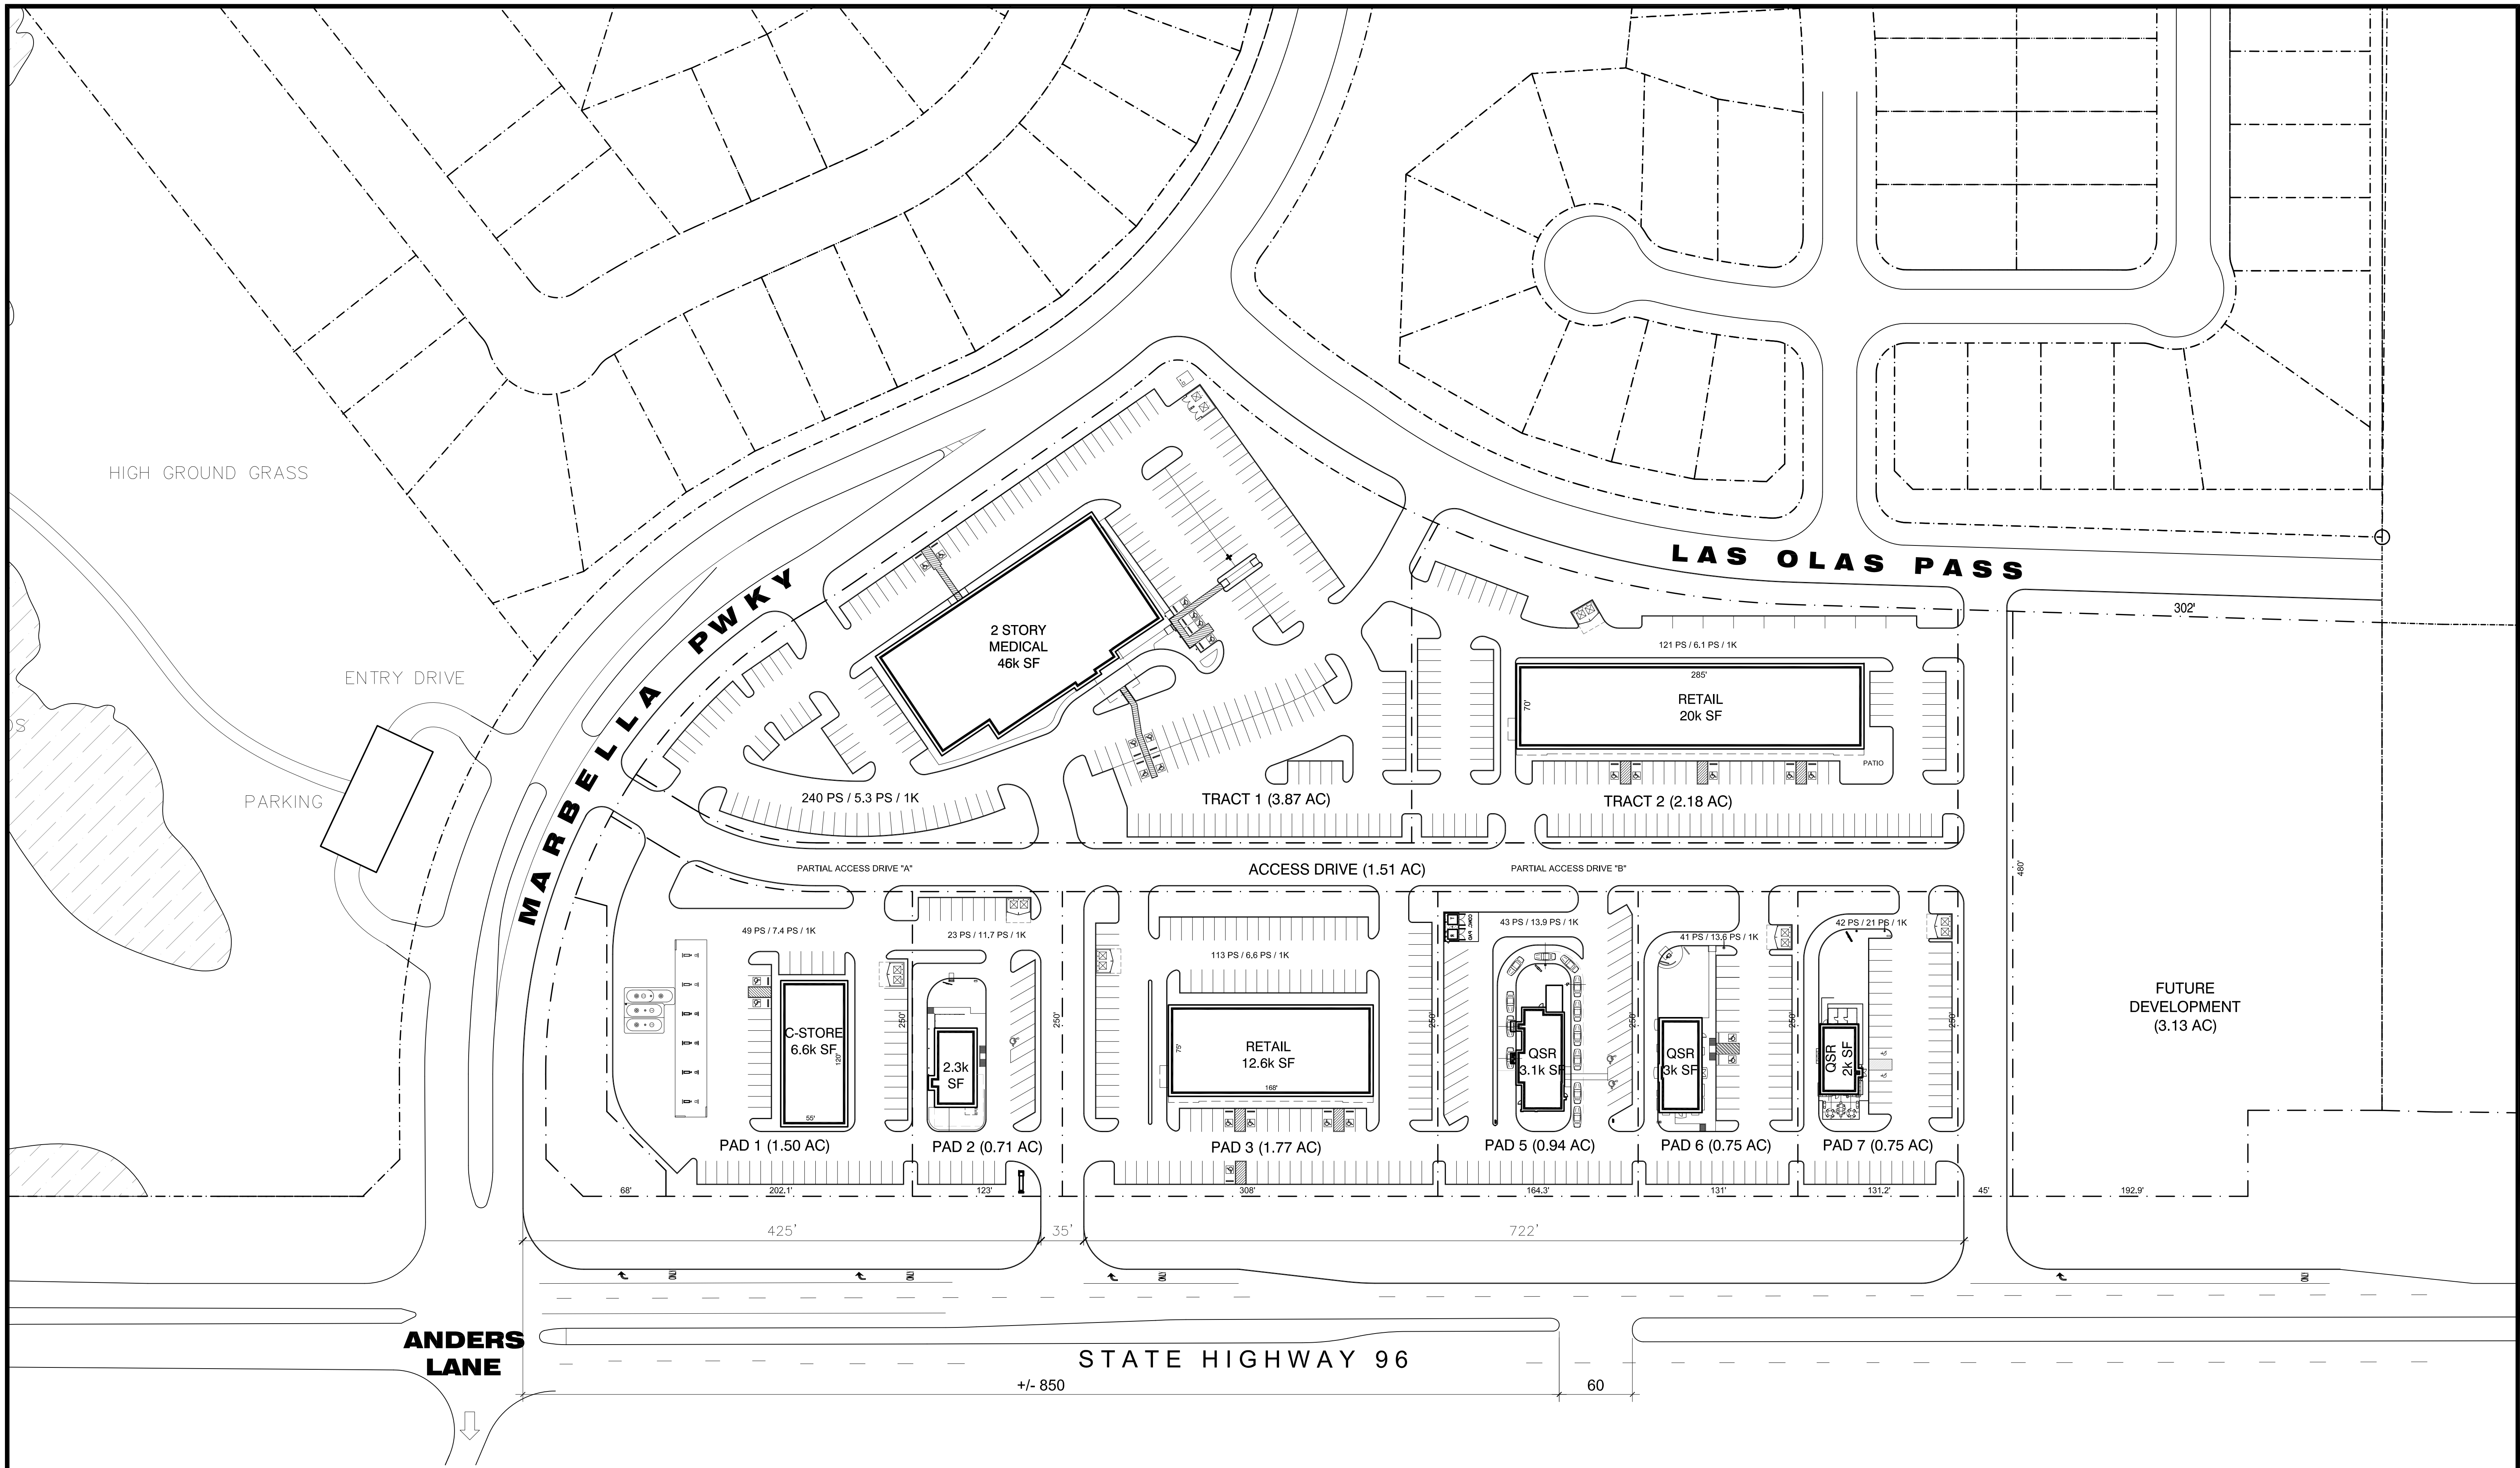 HIGH GROUND GRASS
ENTRY DRIVE
PARKING
DS
MARBELLA PWKY
LAS OLAS PASS
302'
2 STORY
MEDICAL
46k SF
121 PS / 6.1 PS / 1K
285'
70'
RETAIL
20k SF
PATIO
240 PS / 5.3 PS / 1K
TRACT 1 (3.87 AC)
TRACT 2 (2.18 AC)
PARTIAL ACCESS DRIVE "A"
ACCESS DRIVE (1.51 AC)
PARTIAL ACCESS DRIVE "B"
480'
49 PS / 7.4 PS / 1K
23 PS / 11.7 PS / 1K
113 PS / 6.6 PS / 1K
43 PS / 13.9 PS / 1K
41 PS / 13.6 PS / 1K
42 PS / 21 PS / 1K
C-STORE
6.6k SF
120'
55'
250'
2.3k
SF
250'
RETAIL
12.6k SF
75'
168'
250'
QSR
3.1k SF
250'
QSR
3k SF
250'
QSR
2k SF
250'
FUTURE
DEVELOPMENT
(3.13 AC)
PAD 1 (1.50 AC)
PAD 2 (0.71 AC)
PAD 3 (1.77 AC)
PAD 5 (0.94 AC)
PAD 6 (0.75 AC)
PAD 7 (0.75 AC)
68'
202.1'
123'
308'
164.3'
131'
131.2'
45'
192.9'
425'
35'
722'
ANDERS
LANE
STATE HIGHWAY 96
+/- 850
60